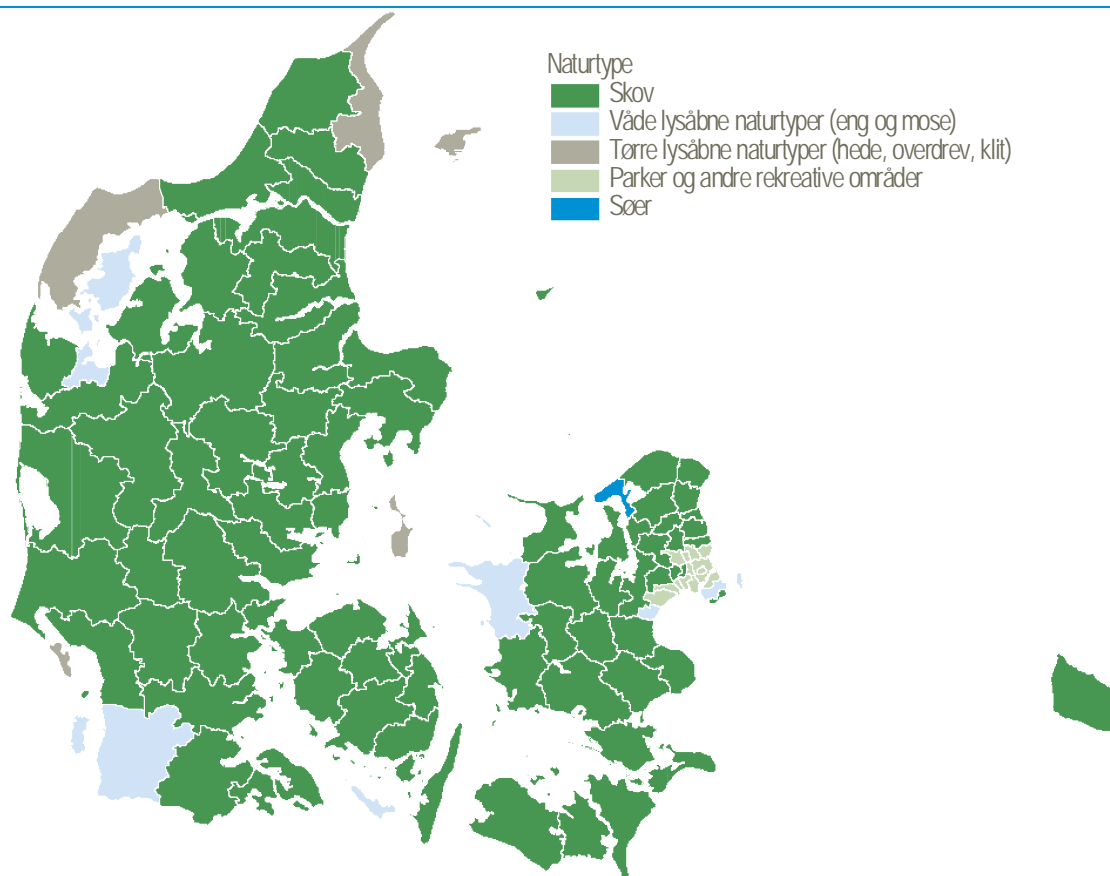 Naturtype
Skov
Våde lysåbne naturtyper (eng og mose)
Tørre lysåbne naturtyper (hede, overdrev, klit)
Parker og andre rekreative områder
Søer